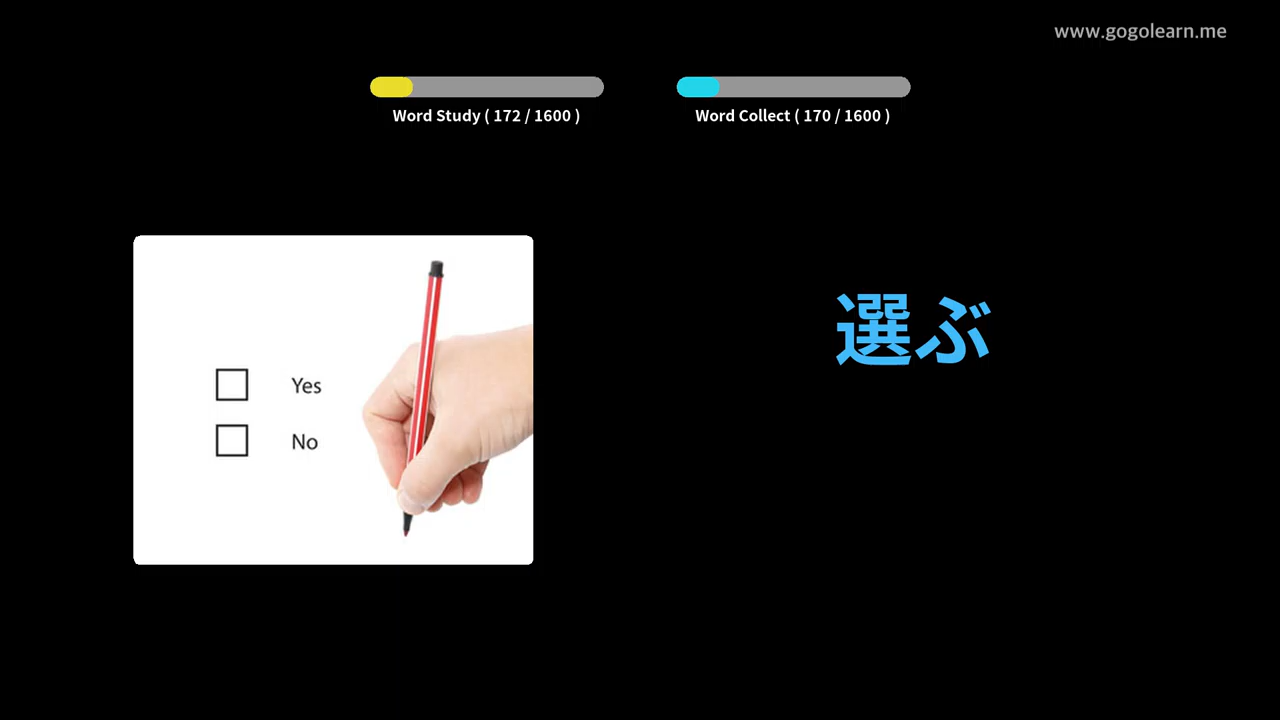 www.gogolearn.me
Word Study ( 172 / 1600 )
Word Collect ( 170 / 1600 )
選ぶ
Yes
No